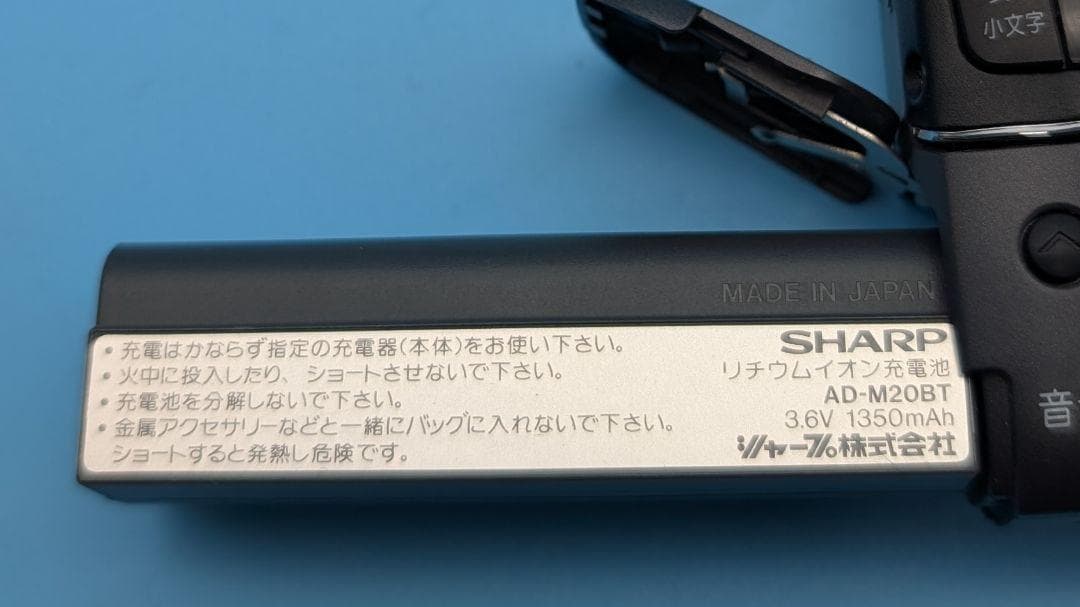 小文字
MADE IN JAPAN
・充電はかならず指定の充電器(本体)をお使い下さい。
・火中に投入したり、ショートさせないで下さい。
・充電池を分解しないで下さい。
・金属アクセサリーなどと一緒にバッグに入れないで下さい。
ショートすると発熱し危険です。
SHARP
リチウムイオン充電池
AD-M20BT
3.6V 1350mAh
シャープ株式会社
音